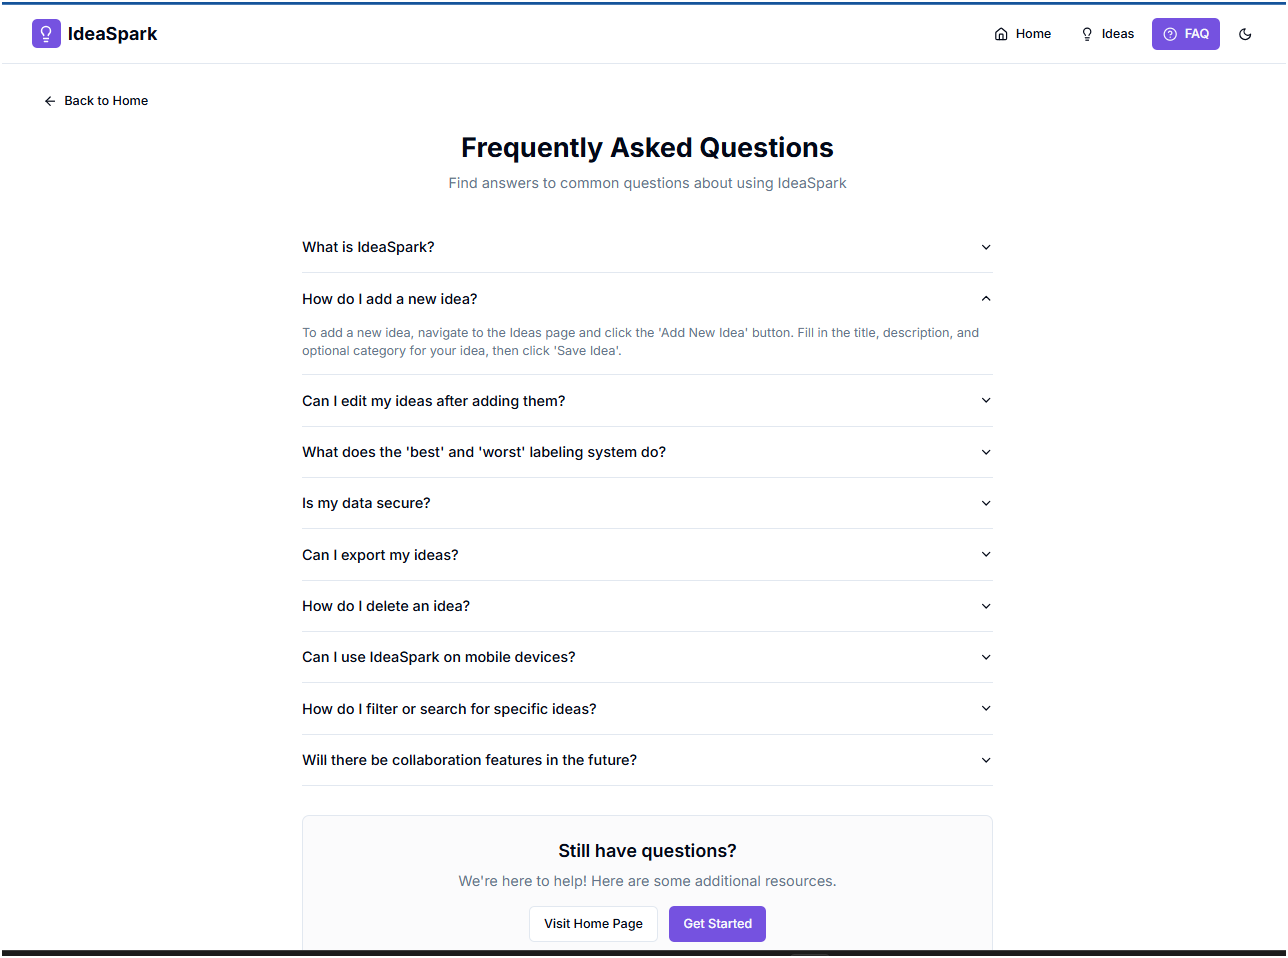 IdeaSpark
Home
Ideas
FAQ
Back to Home
Frequently Asked Questions
Find answers to common questions about using IdeaSpark
What is IdeaSpark?
How do I add a new idea?
To add a new idea, navigate to the Ideas page and click the 'Add New Idea' button. Fill in the title, description, and
optional category for your idea, then click 'Save Idea'.
Can I edit my ideas after adding them?
What does the 'best' and 'worst' labeling system do?
Is my data secure?
Can I export my ideas?
How do I delete an idea?
Can I use IdeaSpark on mobile devices?
How do I filter or search for specific ideas?
Will there be collaboration features in the future?
Still have questions?
We're here to help! Here are some additional resources.
Visit Home Page
Get Started